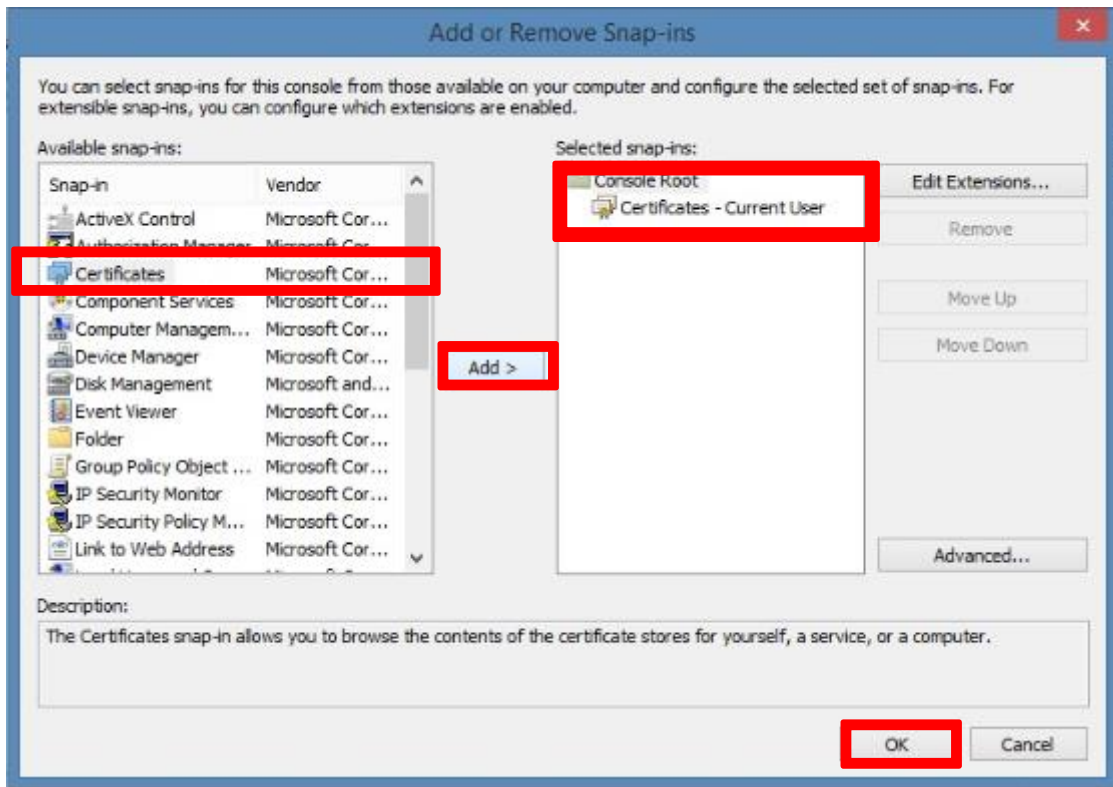 Add or Remove Snap-ins
You can select snap-ins for this console from those available on your computer and configure the selected set of snap-ins. For
extensible snap-ins, you can configure which extensions are enabled.
Available snap-ins:
Snap-in Vendor
ActiveX Control Microsoft Cor...
Authorization Manager Microsoft Cor...
Certificates Microsoft Cor...
Component Services Microsoft Cor...
Computer Managem... Microsoft Cor...
Device Manager Microsoft Cor...
Disk Management Microsoft and...
Event Viewer Microsoft Cor...
Folder Microsoft Cor...
Group Policy Object ... Microsoft Cor...
IP Security Monitor Microsoft Cor...
IP Security Policy M... Microsoft Cor...
Link to Web Address Microsoft Cor...
Add >
Selected snap-ins:
Console Root
Certificates - Current User
Edit Extensions...
Remove
Move Up
Move Down
Advanced...
Description:
The Certificates snap-in allows you to browse the contents of the certificate stores for yourself, a service, or a computer.
OK
Cancel